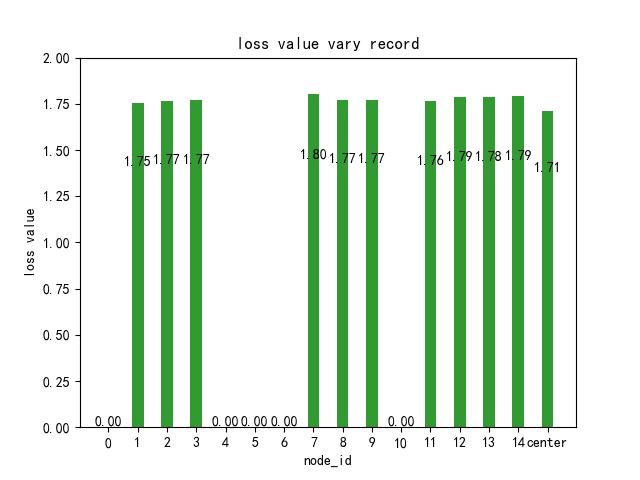 loss value vary record
loss value
2.00
1.75
1.50
1.25
1.00
0.75
0.50
0.25
0.00
0.00 1.75 1.77 1.77 0.00 0.00 0.00 1.80 1.77 1.77 0.00 1.76 1.79 1.78 1.79 1.71
0 1 2 3 4 5 6 7 8 9 10 11 12 13 14 center
node_id